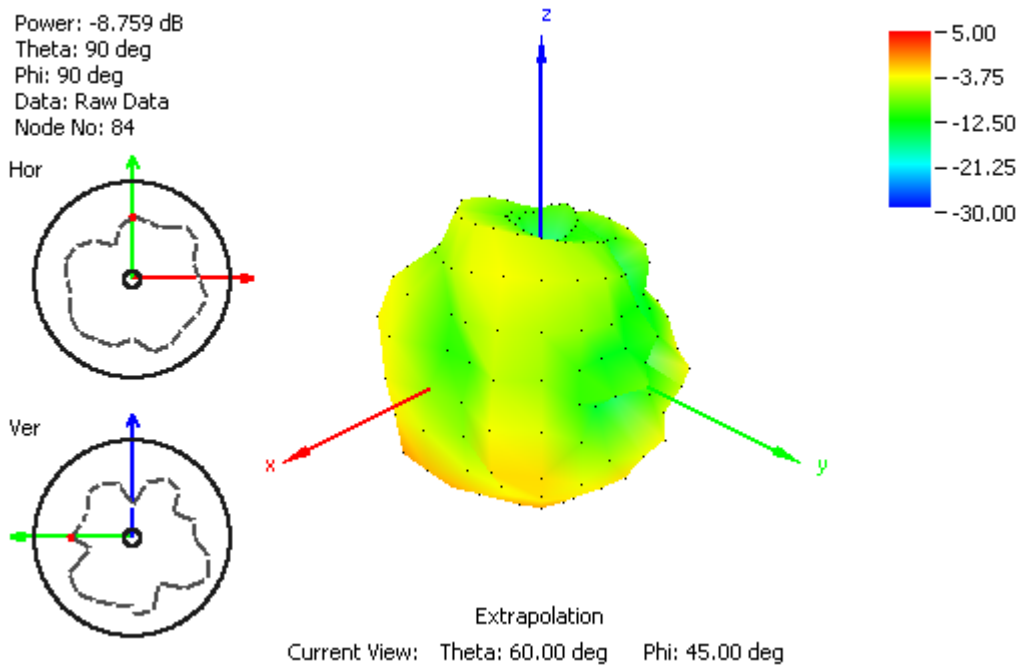 Power: -8.759 dB
Theta: 90 deg
Phi: 90 deg
Data: Raw Data
Node No: 84
Hor
Ver
z
x
y
5.00
-3.75
-12.50
-21.25
-30.00
Extrapolation
Current View: Theta: 60.00 deg Phi: 45.00 deg